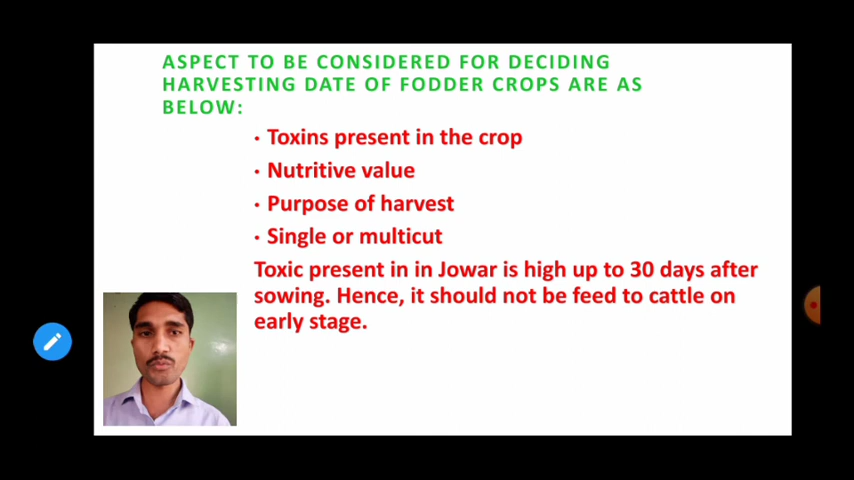 ASPECT TO BE CONSIDERED FOR DECIDING
HARVESTING DATE OF FODDER CROPS ARE AS
BELOW:
• Toxins present in the crop
• Nutritive value
• Purpose of harvest
• Single or multicut
Toxic present in in Jowar is high up to 30 days after
sowing. Hence, it should not be feed to cattle on
early stage.